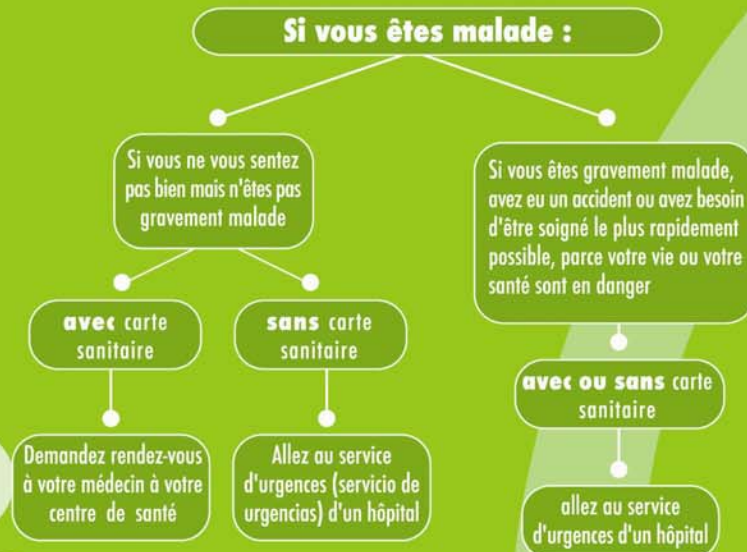 Si vous êtes malade :
Si vous ne vous sentez
pas bien mais n'êtes pas
gravement malade
Si vous êtes gravement malade,
avez eu un accident ou avez besoin
d'être soigné le plus rapidement
possible, parce votre vie ou votre
santé sont en danger
avec carte
sanitaire
sans carte
sanitaire
avec ou sans carte
sanitaire
Demandez rendez-vous
à votre médecin à votre
centre de santé
Allez au service
d'urgences (servicio de
urgencias) d'un hôpital
allez au service
d'urgences d'un hôpital